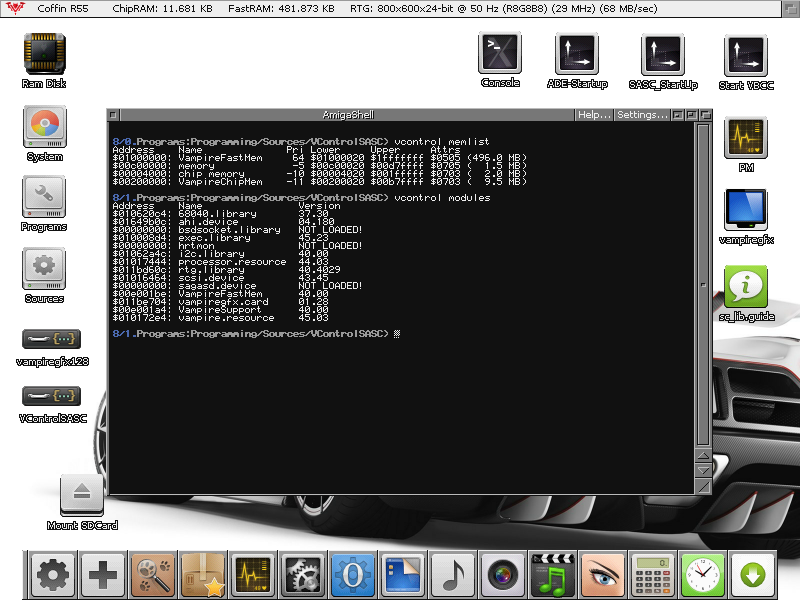 Coffin R55 ChipRAM: 11.681 KB FastRAM: 481.873 KB RTG: 800x600x24-bit @ 50 Hz (R8G8B8) (29 MHz) (68 MB/sec)
Ram Disk
System
Programs
Sources
vampiregfx128
VControlSASC
Mount SDCard
Console
ADE-Startup
SASC_StartUp
Start VBCC
PM
vampiregfx
sc_lib.guide
AmigaShell
Help...
Settings...
8/0.Programs:Programming/Sources/VControlSASC> vcontrol memlist
Address Name Pri Lower Upper Attrs
$01000000: VampireFastMem 64 $01000020 $1fffffff $0505 (496.0 MB)
$00c00000: memory -5 $00c00020 $00d7ffff $0705 ( 1.5 MB)
$00004000: chip memory -10 $00004020 $001fffff $0703 ( 2.0 MB)
$00200000: VampireChipMem -11 $00200020 $00b7ffff $0703 ( 9.5 MB)
8/1.Programs:Programming/Sources/VControlSASC> vcontrol modules
Address Name Version
$010620c4: 68040.library 37.30
$01649b0c: ahi.device 04.180
$00000000: bsdsocket.library NOT LOADED!
$010008d4: exec.library 45.23
$00000000: hrtmon NOT LOADED!
$01062a4c: i2c.library 40.00
$01017444: processor.resource 44.03
$011bd60c: rtg.library 40.4029
$01016464: scsi.device 43.45
$00000000: sagasd.device NOT LOADED!
$00e001be: VampireFastMem 40.00
$011be704: vampiregfx.card 01.28
$00e001a4: VampireSupport 40.00
$010172e4: vampire.resource 45.03
8/1.Programs:Programming/Sources/VControlSASC>